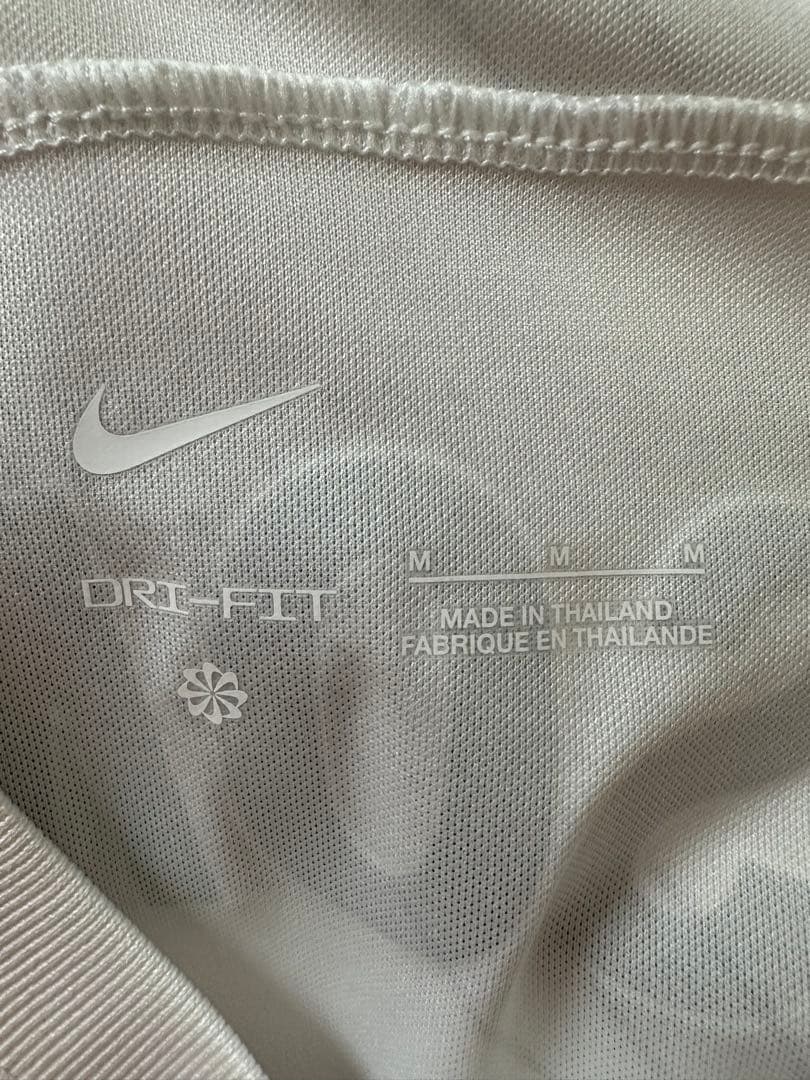 DRI-FIT
M M M
MADE IN THAILAND
FABRIQUE EN THAILANDE